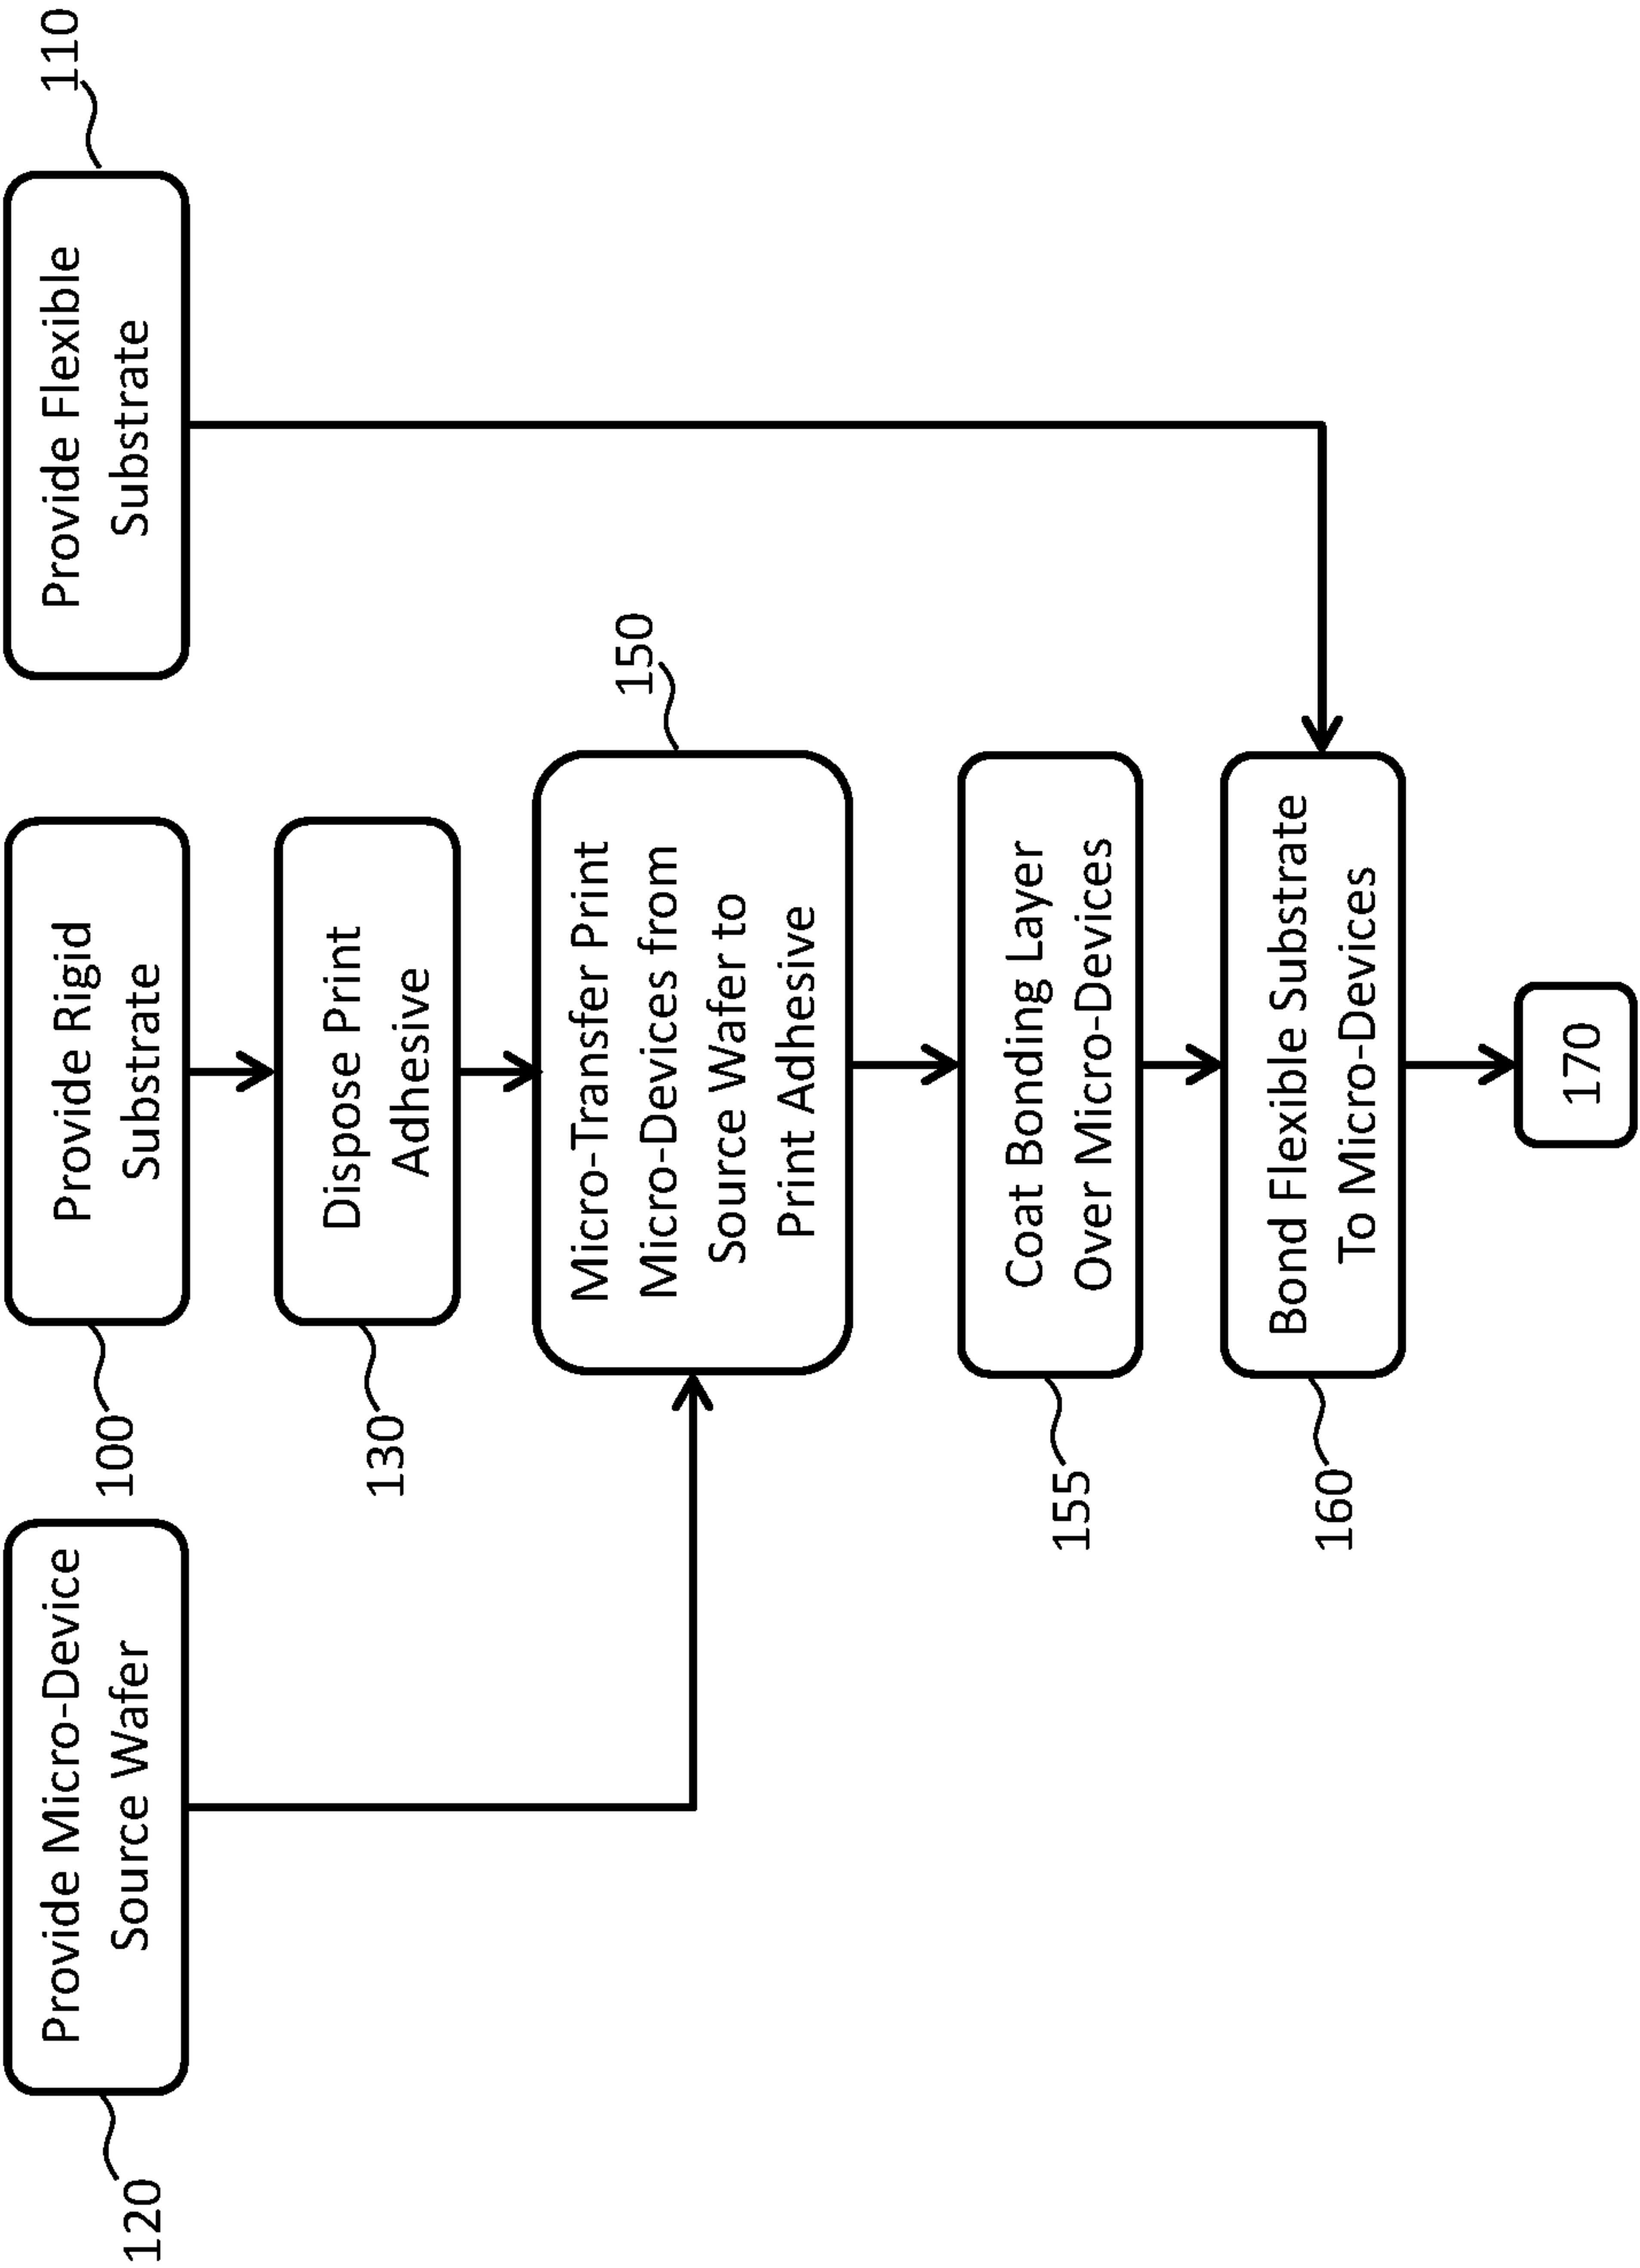 120
Provide Micro-Device
Source Wafer
100
Provide Rigid
Substrate
Provide Flexible
Substrate
110
130
Dispose Print
Adhesive
Micro-Transfer Print
Micro-Devices from
Source Wafer to
Print Adhesive
150
155
Coat Bonding Layer
Over Micro-Devices
160
Bond Flexible Substrate
To Micro-Devices
170